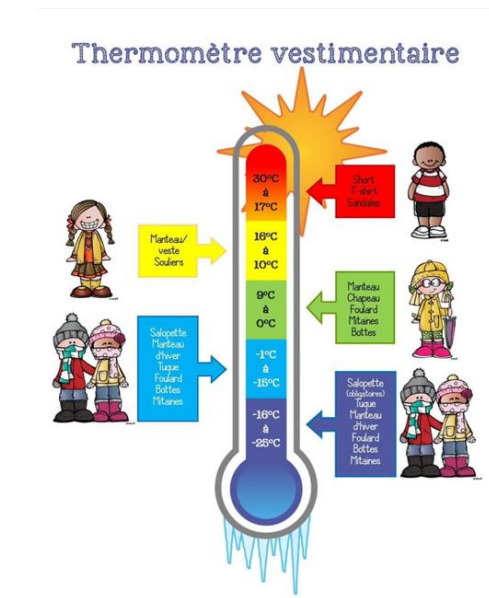 Thermomètre vestimentaire
30°C
à
17°C
Short
T-shirt
Sandales
Manteau/
veste
Souliers
16°C
à
10°C
9°C
à
0°C
Manteau
Chapeau
Foulard
Mitaines
Bottes
Salopette
Manteau
d'hiver
Tuque
Foulard
Bottes
Mitaines
-1°C
à
-15°C
-16°C
à
-25°C
Salopette
(obligatoires)
Tuque
Manteau
d'hiver
Foulard
Bottes
Mitaines